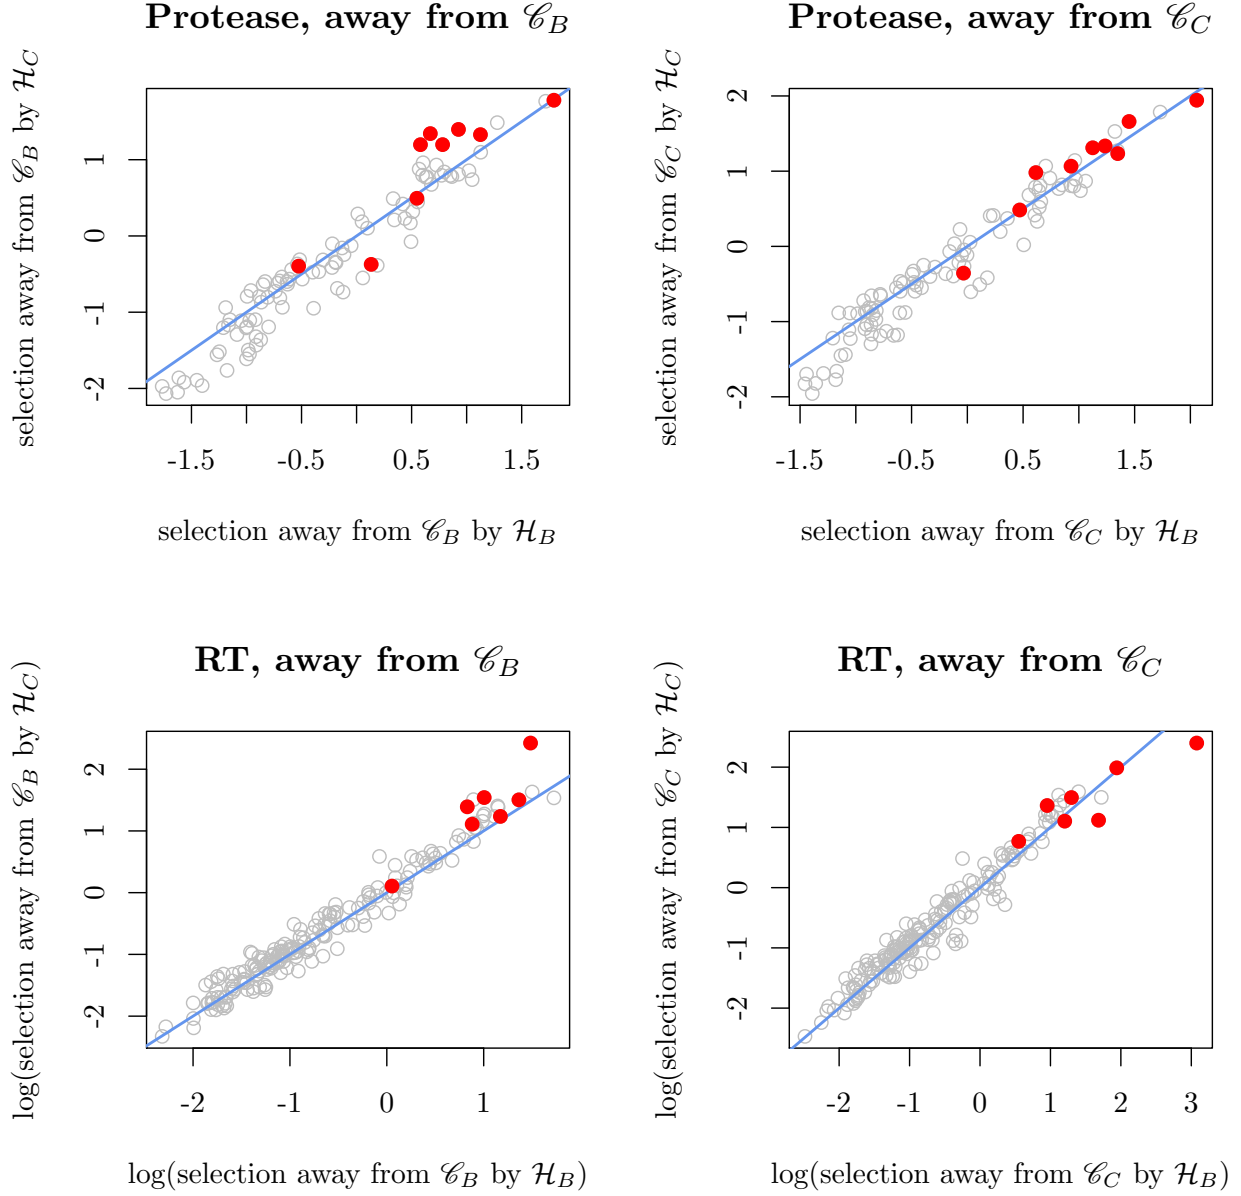 Protease, away from 𝒞_B
selection away from 𝒞_B by ℋ_C
1
0
-1
-2
-1.5 -0.5 0.5 1.5
selection away from 𝒞_B by ℋ_B
Protease, away from 𝒞_C
selection away from 𝒞_C by ℋ_C
2
1
0
-1
-2
-1.5 -0.5 0.5 1.5
selection away from 𝒞_C by ℋ_B
RT, away from 𝒞_B
log(selection away from 𝒞_B by ℋ_C)
2
1
0
-1
-2
-2 -1 0 1
log(selection away from 𝒞_B by ℋ_B)
RT, away from 𝒞_C
log(selection away from 𝒞_C by ℋ_C)
2
1
0
-1
-2
-2 -1 0 1 2 3
log(selection away from 𝒞_C by ℋ_B)